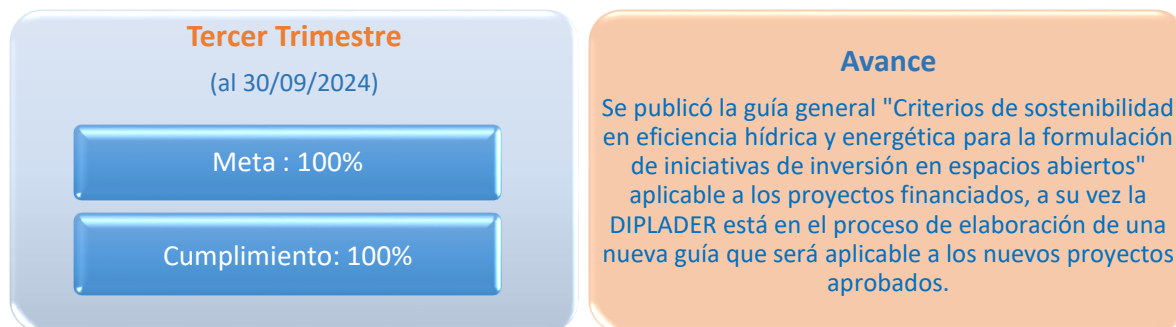 Tercer Trimestre
(al 30/09/2024)
Meta : 100%
Cumplimiento: 100%
Avance
Se publicó la guía general "Criterios de sostenibilidad
en eficiencia hídrica y energética para la formulación
de iniciativas de inversión en espacios abiertos"
aplicable a los proyectos financiados, a su vez la
DIPLADER está en el proceso de elaboración de una
nueva guía que será aplicable a los nuevos proyectos
aprobados.